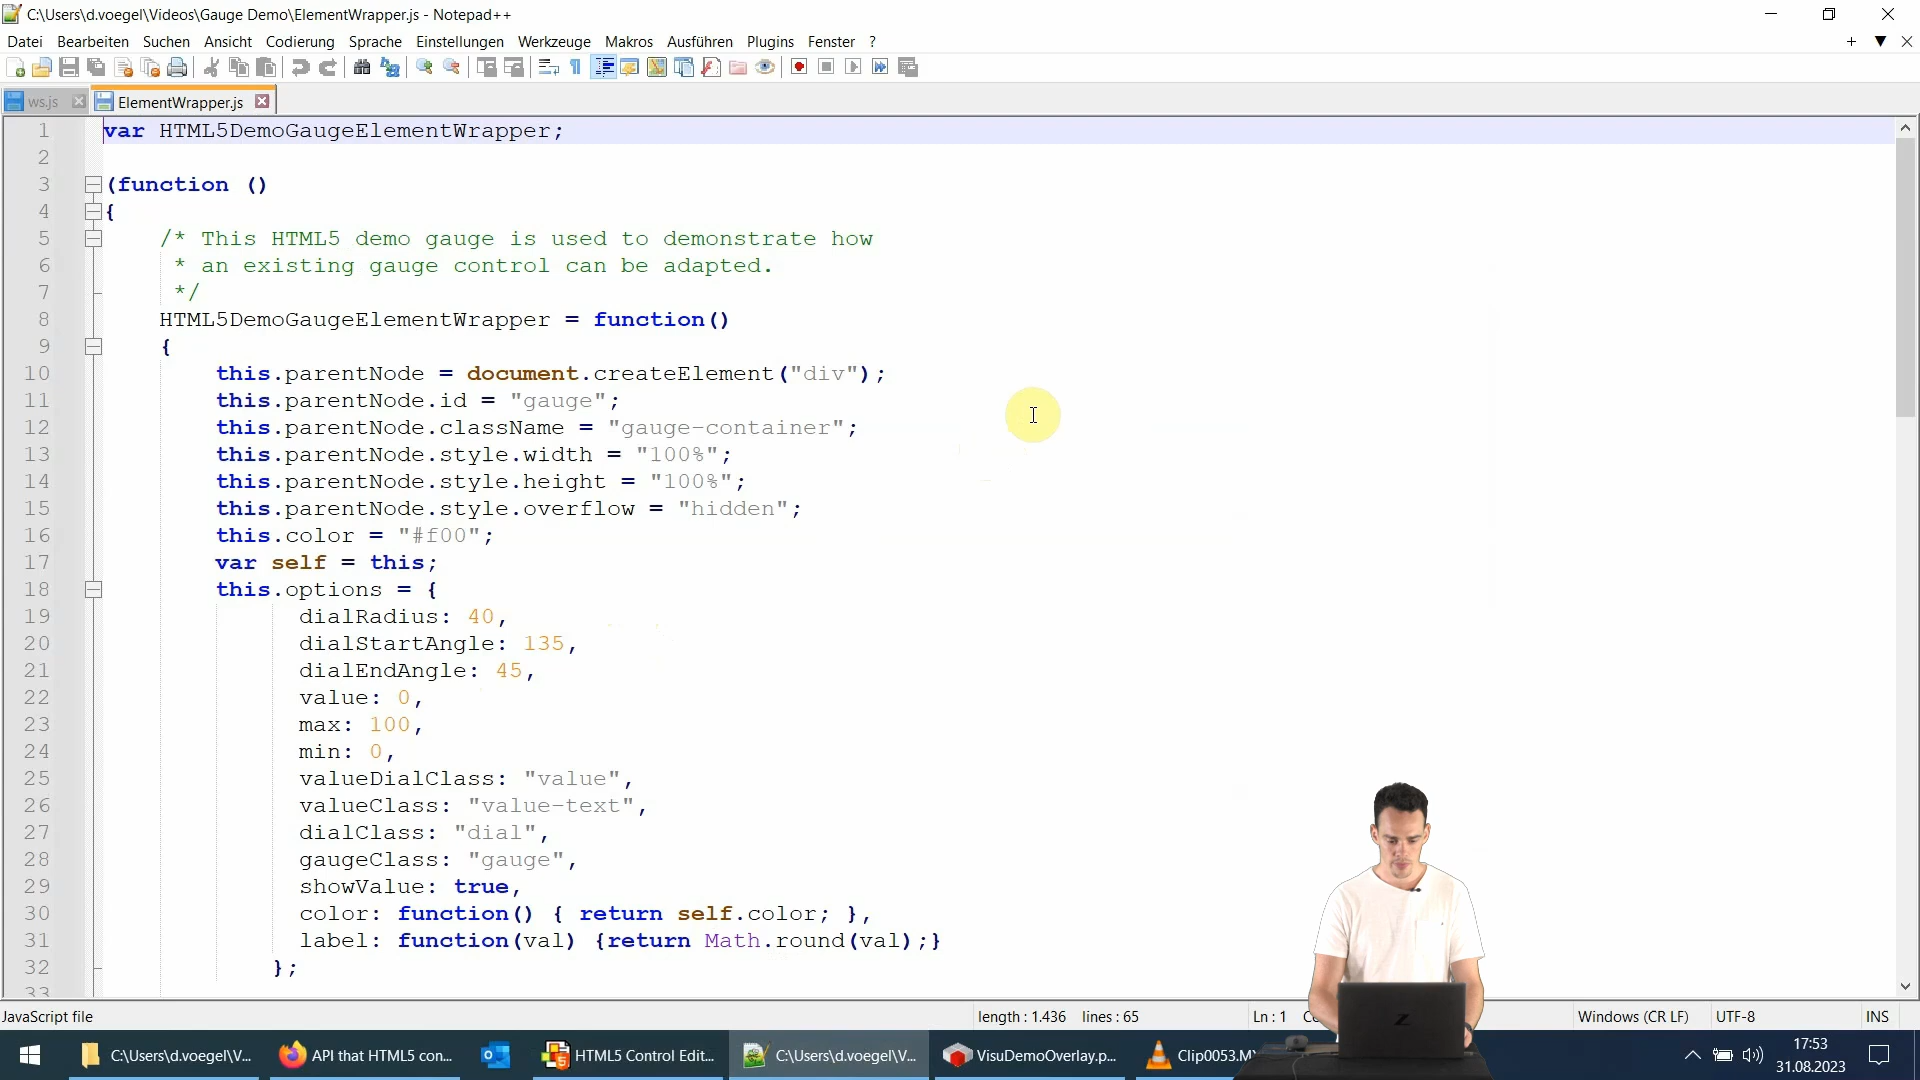 C:\Users\d.voegel\Videos\Gauge Demo\ElementWrapper.js - Notepad++
Datei Bearbeiten Suchen Ansicht Codierung Sprache Einstellungen Werkzeuge Makros Ausführen Plugins Fenster ?
ws.js ElementWrapper.js
1 var HTML5DemoGaugeElementWrapper;
2
3 (function ()
4 {
5 /* This HTML5 demo gauge is used to demonstrate how
6 * an existing gauge control can be adapted.
7 */
8 HTML5DemoGaugeElementWrapper = function()
9 {
10 this.parentNode = document.createElement("div");
11 this.parentNode.id = "gauge";
12 this.parentNode.className = "gauge-container";
13 this.parentNode.style.width = "100%";
14 this.parentNode.style.height = "100%";
15 this.parentNode.style.overflow = "hidden";
16 this.color = "#f00";
17 var self = this;
18 this.options = {
19 dialRadius: 40,
20 dialStartAngle: 135,
21 dialEndAngle: 45,
22 value: 0,
23 max: 100,
24 min: 0,
25 valueDialClass: "value",
26 valueClass: "value-text",
27 dialClass: "dial",
28 gaugeClass: "gauge",
29 showValue: true,
30 color: function() { return self.color; },
31 label: function(val) {return Math.round(val);}
32 };
33
JavaScript file length : 1.436 lines : 65 Ln : 1 Windows (CR LF) UTF-8 INS
C:\Users\d.voegel\V... API that HTML5 con... HTML5 Control Edit... C:\Users\d.voegel\V... VisuDemoOverlay.p... Clip0053.M
17:53
31.08.2023